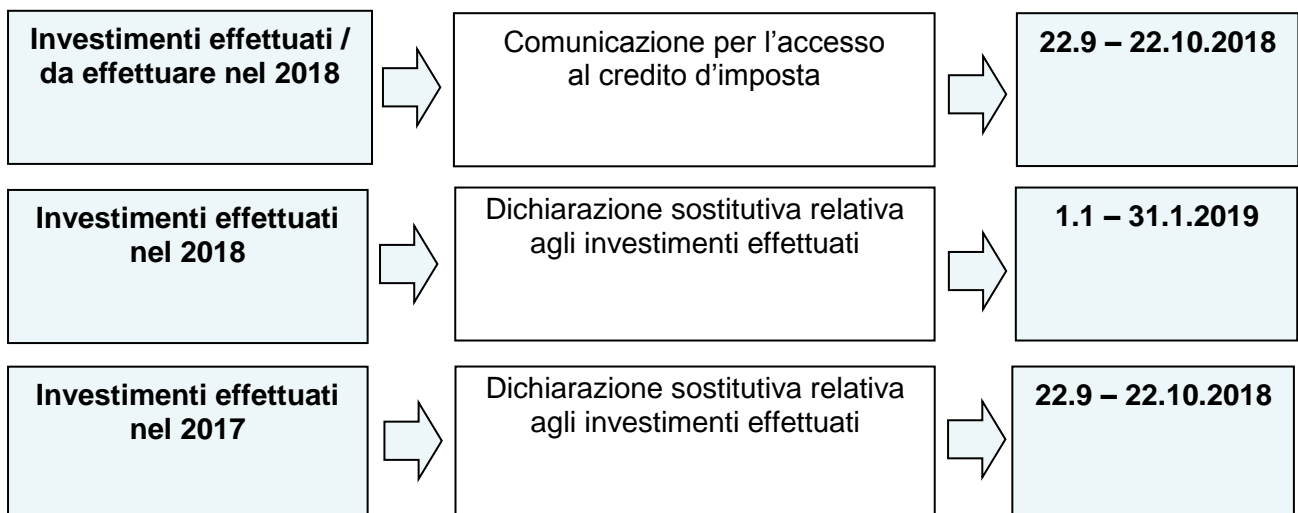 Investimenti effettuati /
da effettuare nel 2018
Comunicazione per l'accesso
al credito d'imposta
22.9 – 22.10.2018
Investimenti effettuati
nel 2018
Dichiarazione sostitutiva relativa
agli investimenti effettuati
1.1 – 31.1.2019
Investimenti effettuati
nel 2017
Dichiarazione sostitutiva relativa
agli investimenti effettuati
22.9 – 22.10.2018